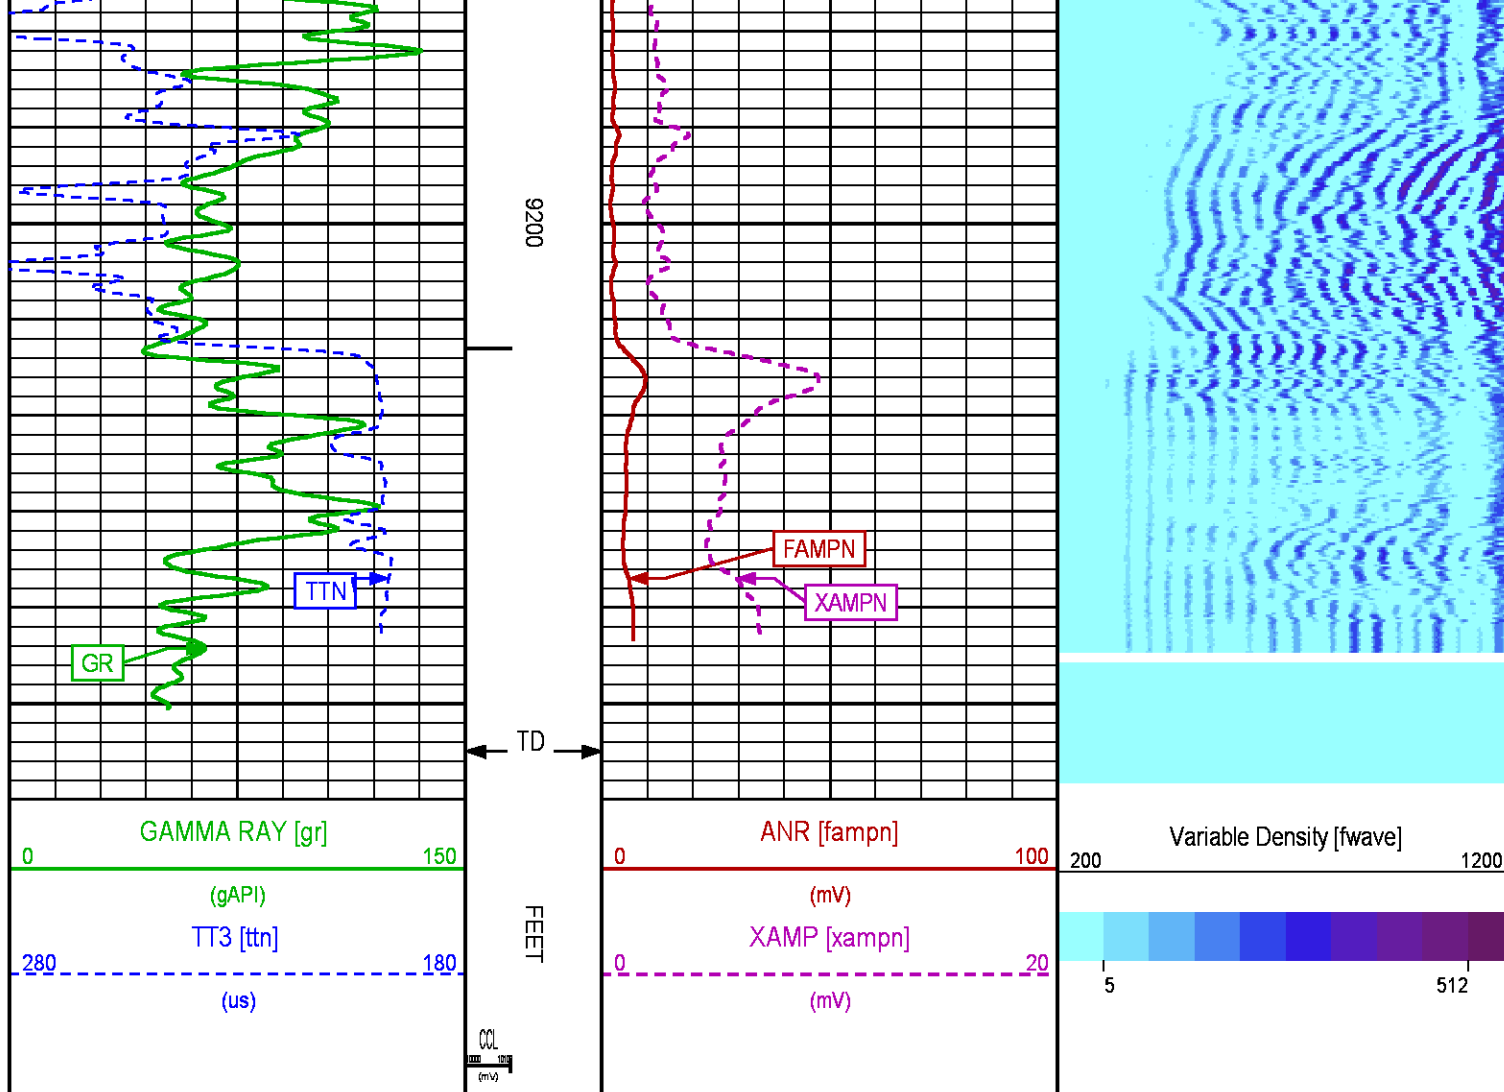 9200
FAMPN
TTN
XAMPN
GR
TD
GAMMA RAY [gr]
0 150
(gAPI)
TT3 [ttn]
280 180
(us)
FEET
CCL
(mV)
ANR [fampn]
0 100
(mV)
XAMP [xampn]
0 20
(mV)
Variable Density [fwave]
200 1200
5 512